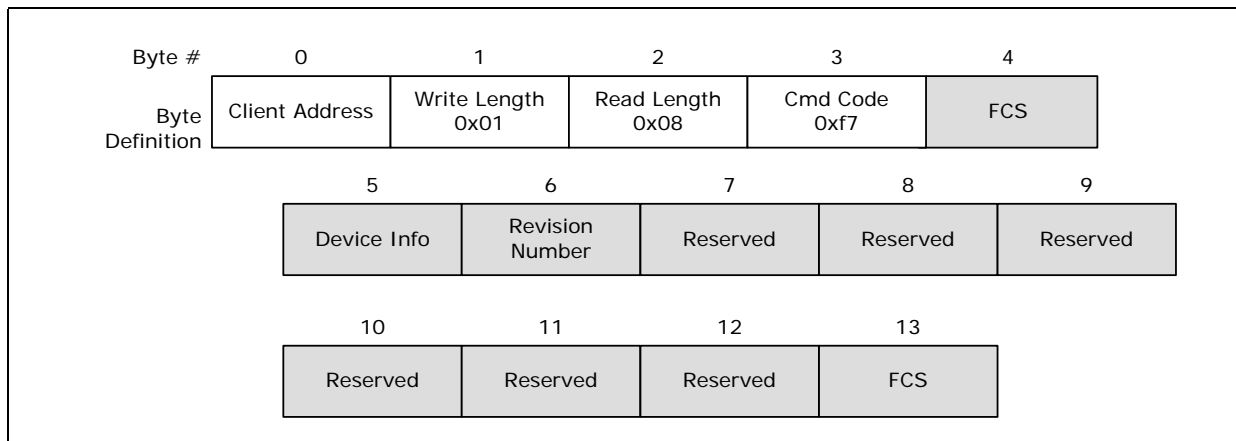 Byte # 0 1 2 3 4
Byte Definition Client Address Write Length 0x01 Read Length 0x08 Cmd Code 0xf7 FCS
5 6 7 8 9
Device Info Revision Number Reserved Reserved Reserved
10 11 12 13
Reserved Reserved Reserved FCS